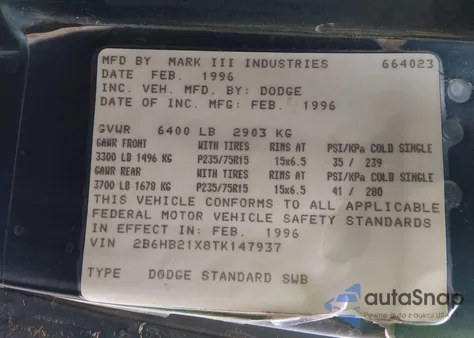 MFD BY MARK III INDUSTRIES 664023
DATE FEB. 1996
INC. VEH. MFD. BY: DODGE
DATE OF INC. MFG: FEB. 1996
GVWR 6400 LB 2903 KG
GAWR FRONT WITH TIRES RIMS AT PSI/KPa COLD SINGLE
3300 LB 1496 KG P235/75R15 15x6.5 35 / 239
GAWR REAR WITH TIRES RIMS AT PSI/KPa COLD SINGLE
3700 LB 1678 KG P235/75R15 15x6.5 41 / 280
THIS VEHICLE CONFORMS TO ALL APPLICABLE
FEDERAL MOTOR VEHICLE SAFETY STANDARDS
IN EFFECT IN: FEB. 1996
VIN 2B6HB21X8TK147937
TYPE DODGE STANDARD SWB
autoSnap
Pewne auta z aukcji USA